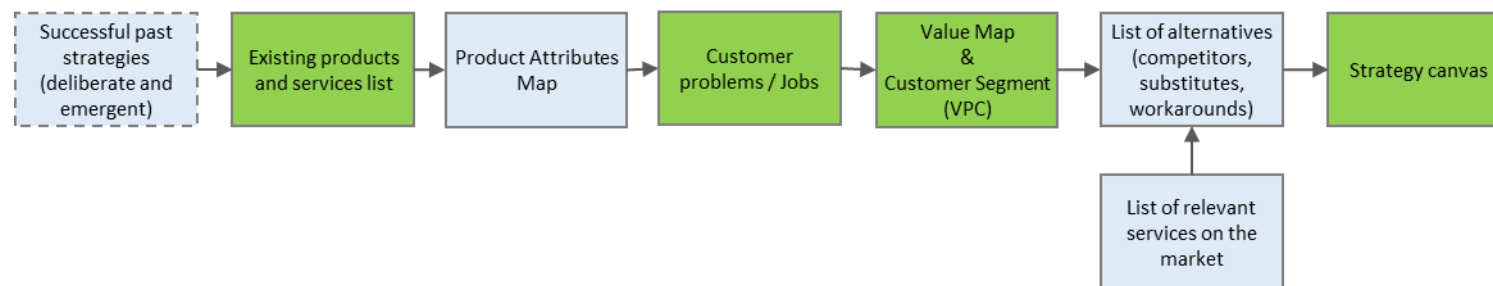 Successful past
strategies
(deliberate and
emergent)
Existing products
and services list
Product Attributes
Map
Customer
problems / Jobs
Value Map
&
Customer Segment
(VPC)
List of alternatives
(competitors,
substitutes,
workarounds)
Strategy canvas
List of relevant
services on the
market